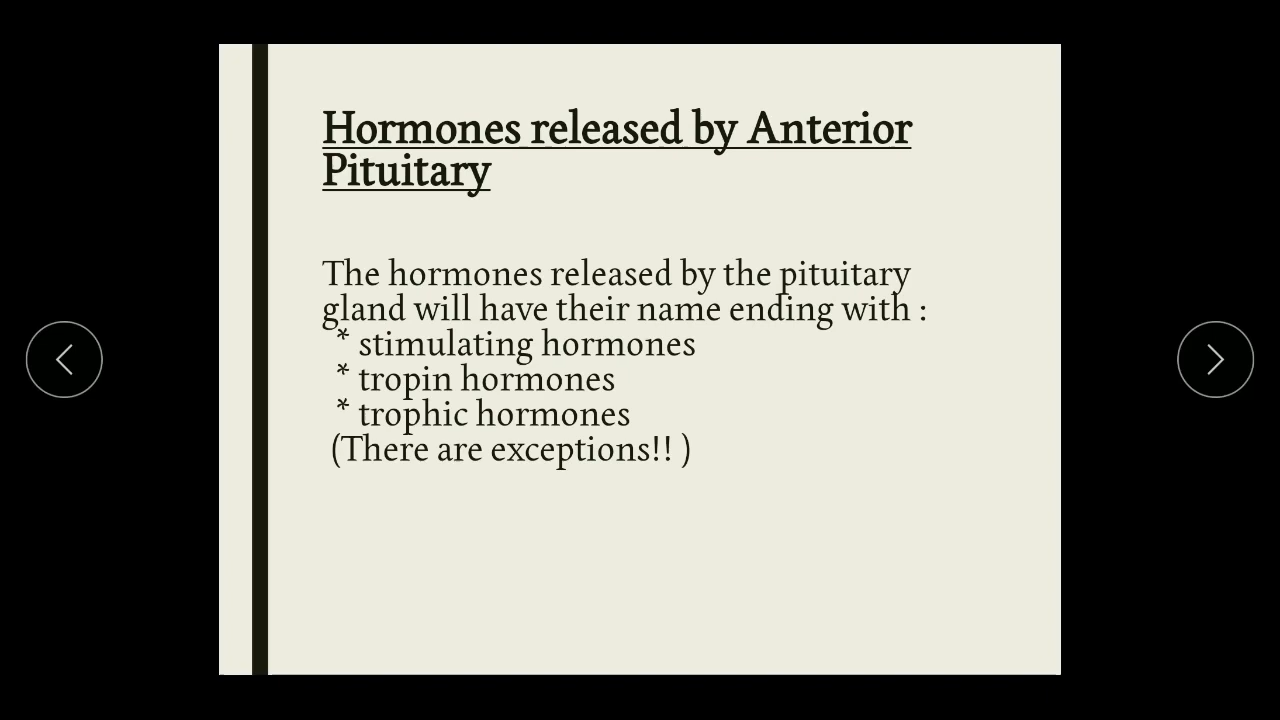 Hormones released by Anterior
Pituitary
The hormones released by the pituitary
gland will have their name ending with :
* stimulating hormones
* tropin hormones
* trophic hormones
(There are exceptions!! )